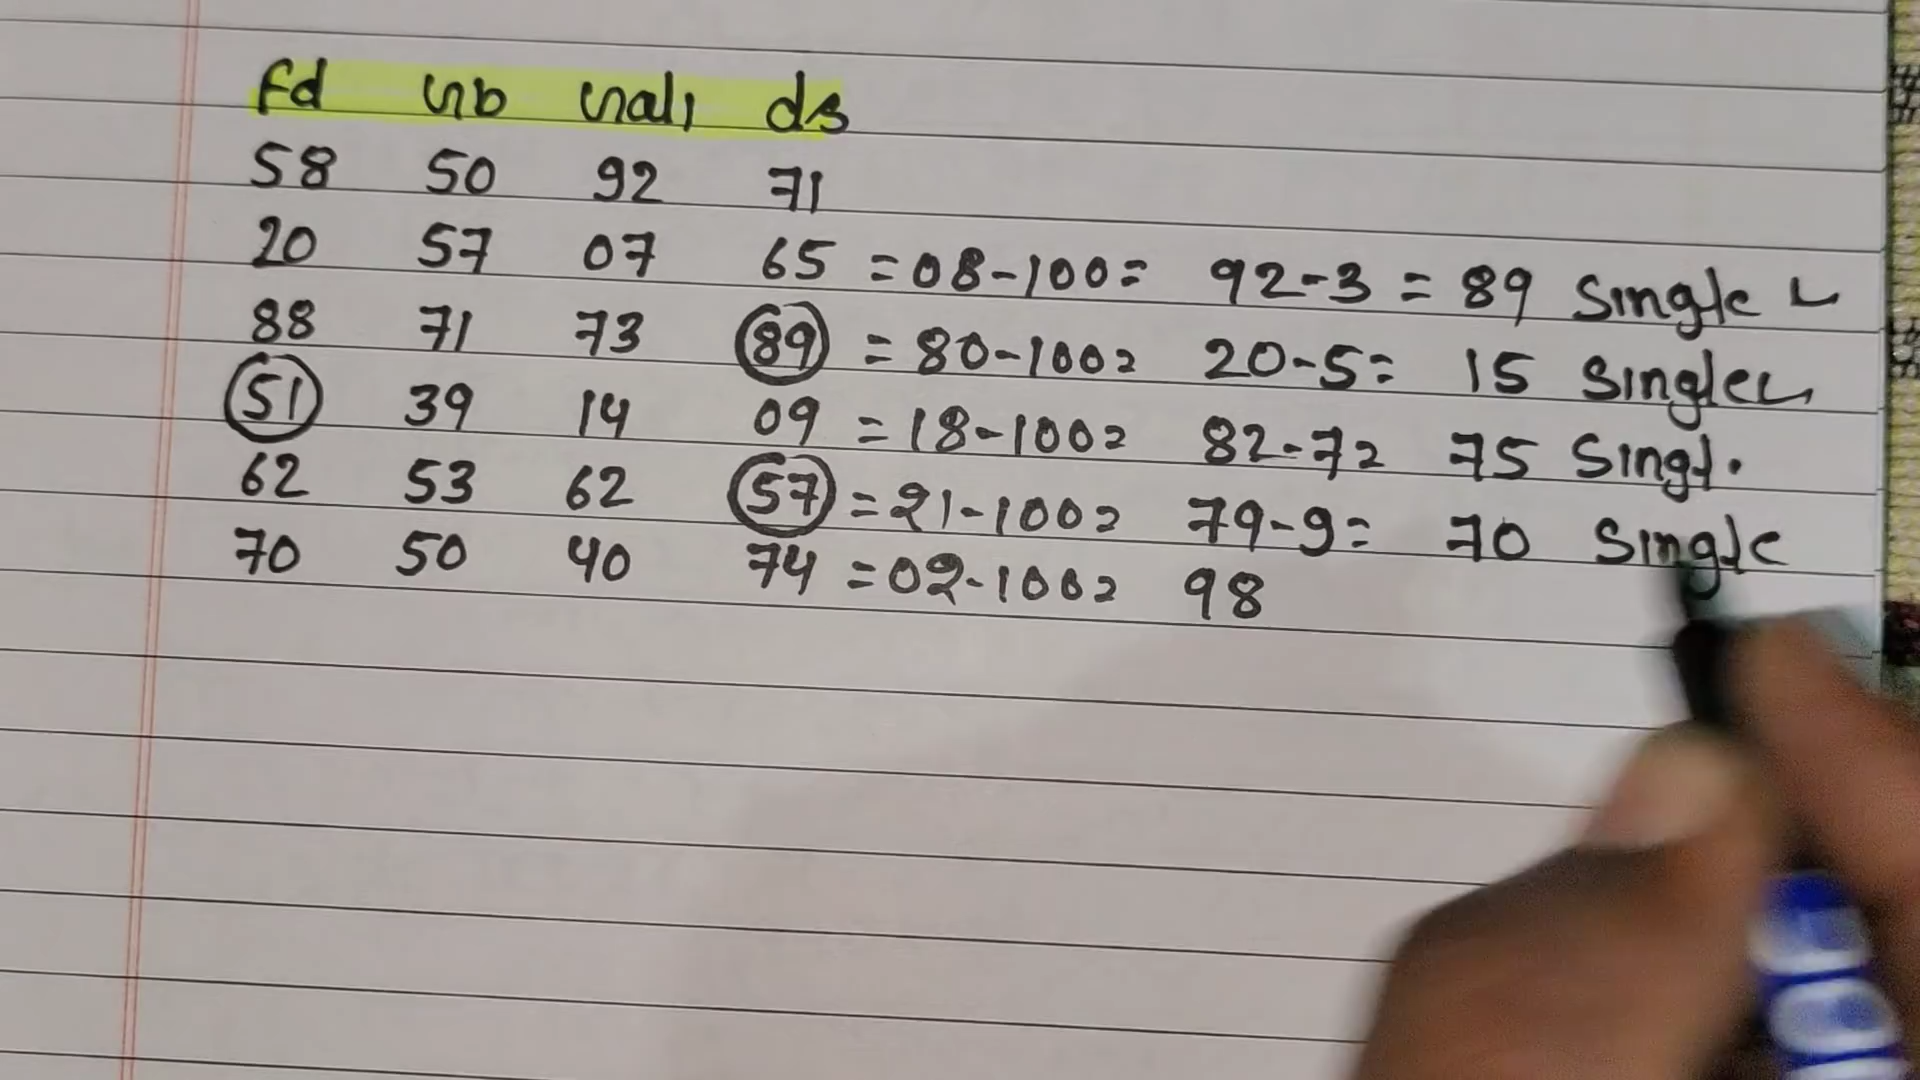 fd gb gali ds
58 50 92 71
20 57 07 65 = 08-100= 92-3 = 89 Single
88 71 73 89 = 80-100= 20-5= 15 Single
51 39 14 09 = 18-100= 82-7= 75 Singl.
62 53 62 57 = 21-100= 79-9= 70 Single
70 50 40 74 = 02-100= 98